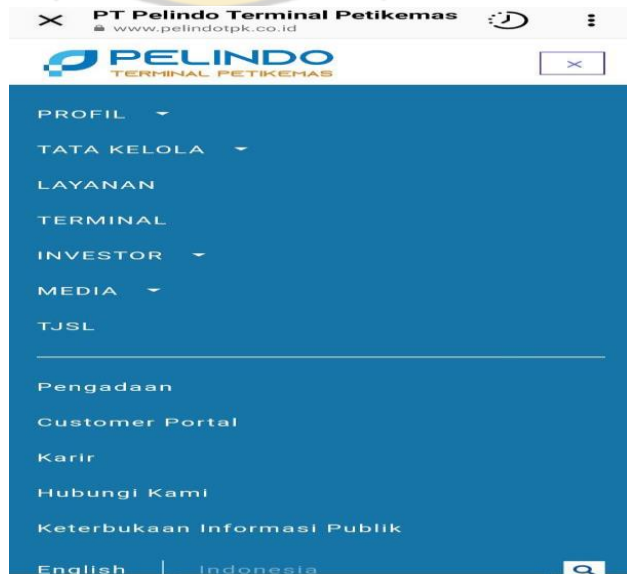 PT Pelindo Terminal Petikemas
www.pelindotpk.co.id
PELINDO
TERMINAL PETIKEMAS
PROFIL
TATA KELOLA
LAYANAN
TERMINAL
INVESTOR
MEDIA
TJSL
Pengadaan
Customer Portal
Karir
Hubungi Kami
Keterbukaan Informasi Publik
English | Indonesia